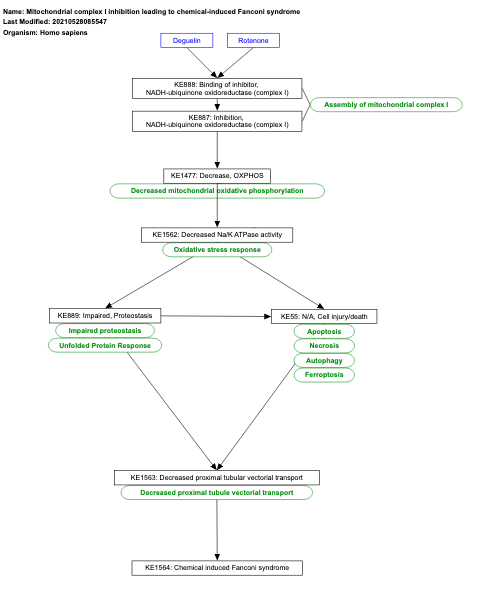 Name: Mitochondrial complex I inhibition leading to chemical-induced Fanconi syndrome
Last Modified: 20210528085547
Organism: Homo sapiens
Deguelin
Rotenone
KE888: Binding of inhibitor,
NADH-ubiquinone oxidoreductase (complex I)
Assembly of mitochondrial complex I
KE887: Inhibition,
NADH-ubiquinone oxidoreductase (complex I)
KE1477: Decrease, OXPHOS
Decreased mitochondrial oxidative phosphorylation
KE1562: Decreased Na/K ATPase activity
Oxidative stress response
KE889: Impaired, Proteostasis
Impaired proteostasis
Unfolded Protein Response
KE55: N/A, Cell injury/death
Apoptosis
Necrosis
Autophagy
Ferroptosis
KE1563: Decreased proximal tubular vectorial transport
Decreased proximal tubule vectorial transport
KE1564: Chemical induced Fanconi syndrome